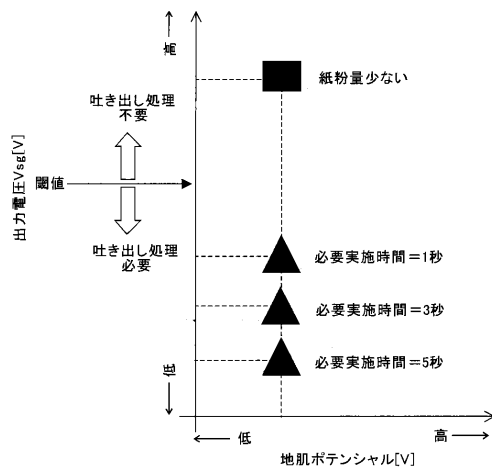 高
紙粉量少ない
吐き出し処理
不要
出力電圧Vsg[V]
閾値
吐き出し処理
必要
必要実施時間=1秒
必要実施時間=3秒
必要実施時間=5秒
低
低
高
地肌ポテンシャル[V]